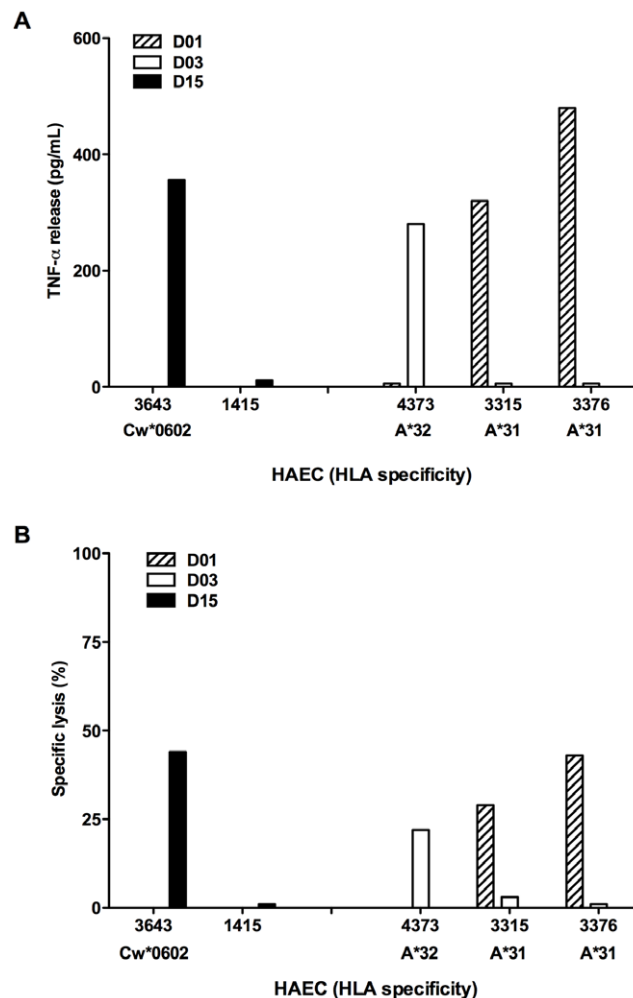 A
600
400
200
0
TNF-α release (pg/mL)
D01
D03
D15
3643 1415 4373 3315 3376
Cw*0602 A*32 A*31 A*31
HAEC (HLA specificity)
B
100
75
50
25
0
Specific lysis (%)
D01
D03
D15
3643 1415 4373 3315 3376
Cw*0602 A*32 A*31 A*31
HAEC (HLA specificity)